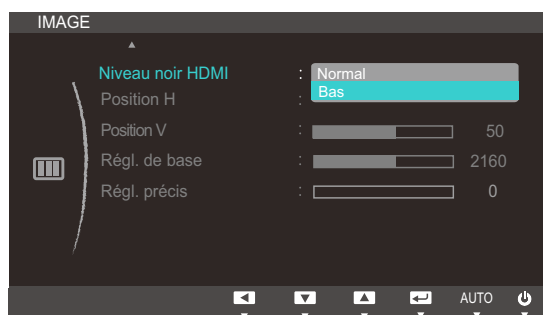 IMAGE
Niveau noir HDMI : Normal
Bas
Position H :
Position V : 50
Régl. de base : 2160
Régl. précis : 0
AUTO